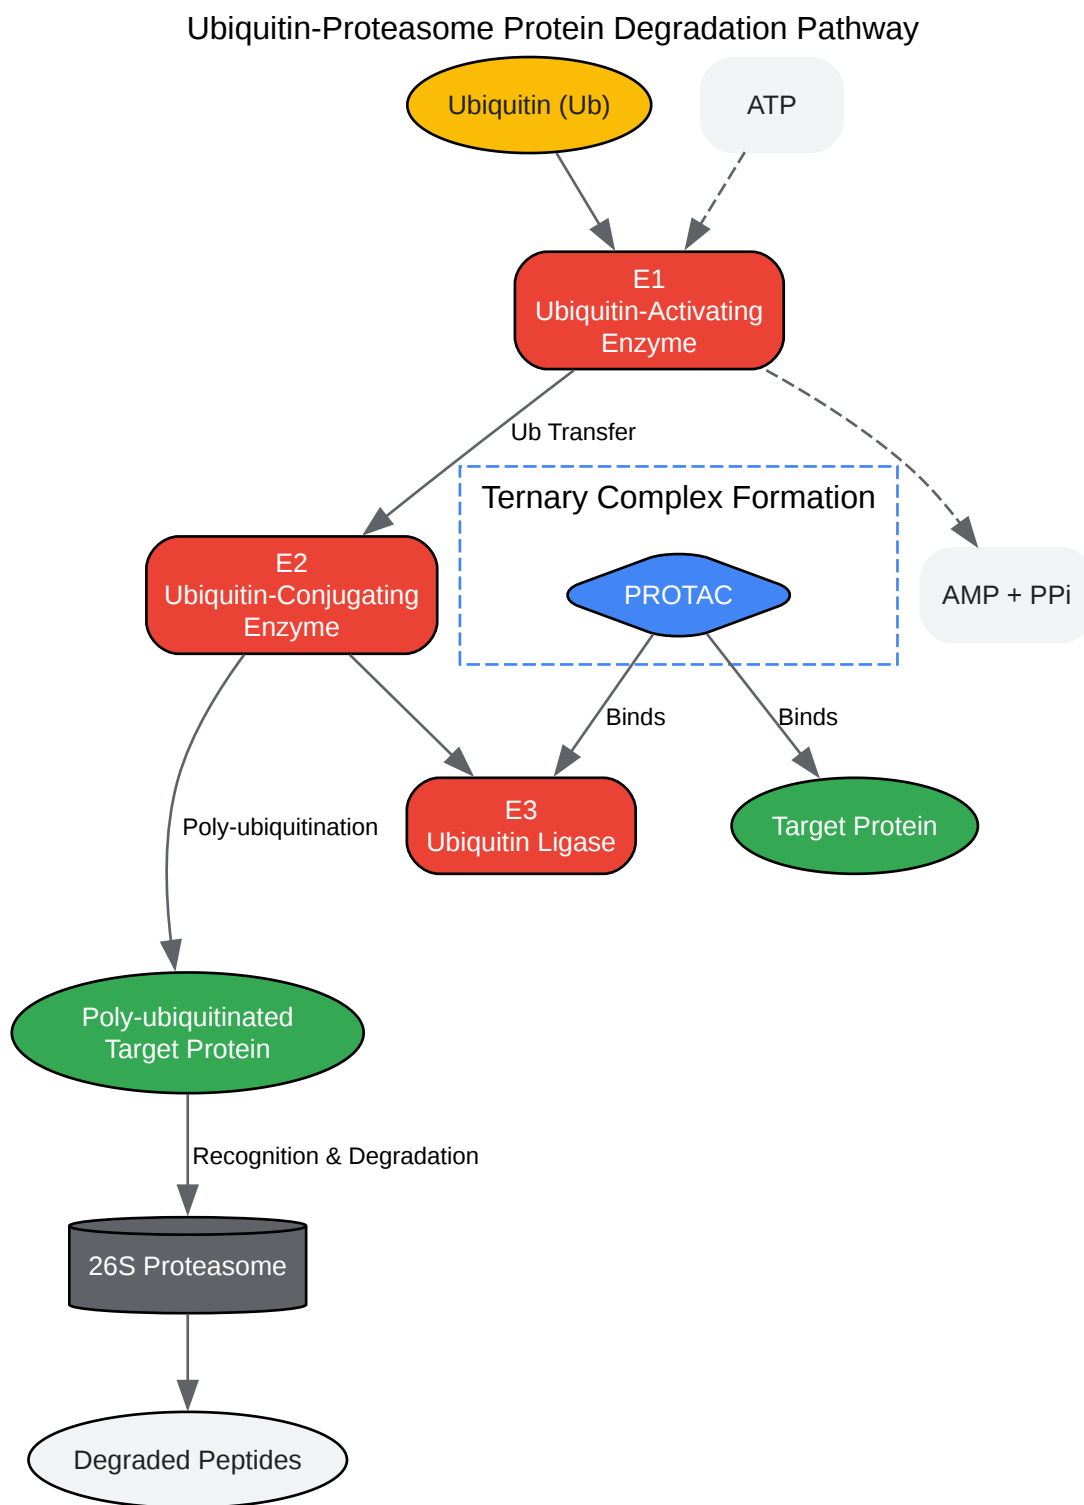 Ubiquitin-Proteasome Protein Degradation Pathway
Ubiquitin (Ub)
ATP
E1
Ubiquitin-Activating
Enzyme
Ub Transfer
Ternary Complex Formation
E2
Ubiquitin-Conjugating
Enzyme
PROTAC
AMP + PPi
Binds
Binds
E3
Ubiquitin Ligase
Target Protein
Poly-ubiquitination
Poly-ubiquitinated
Target Protein
Recognition & Degradation
26S Proteasome
Degraded Peptides